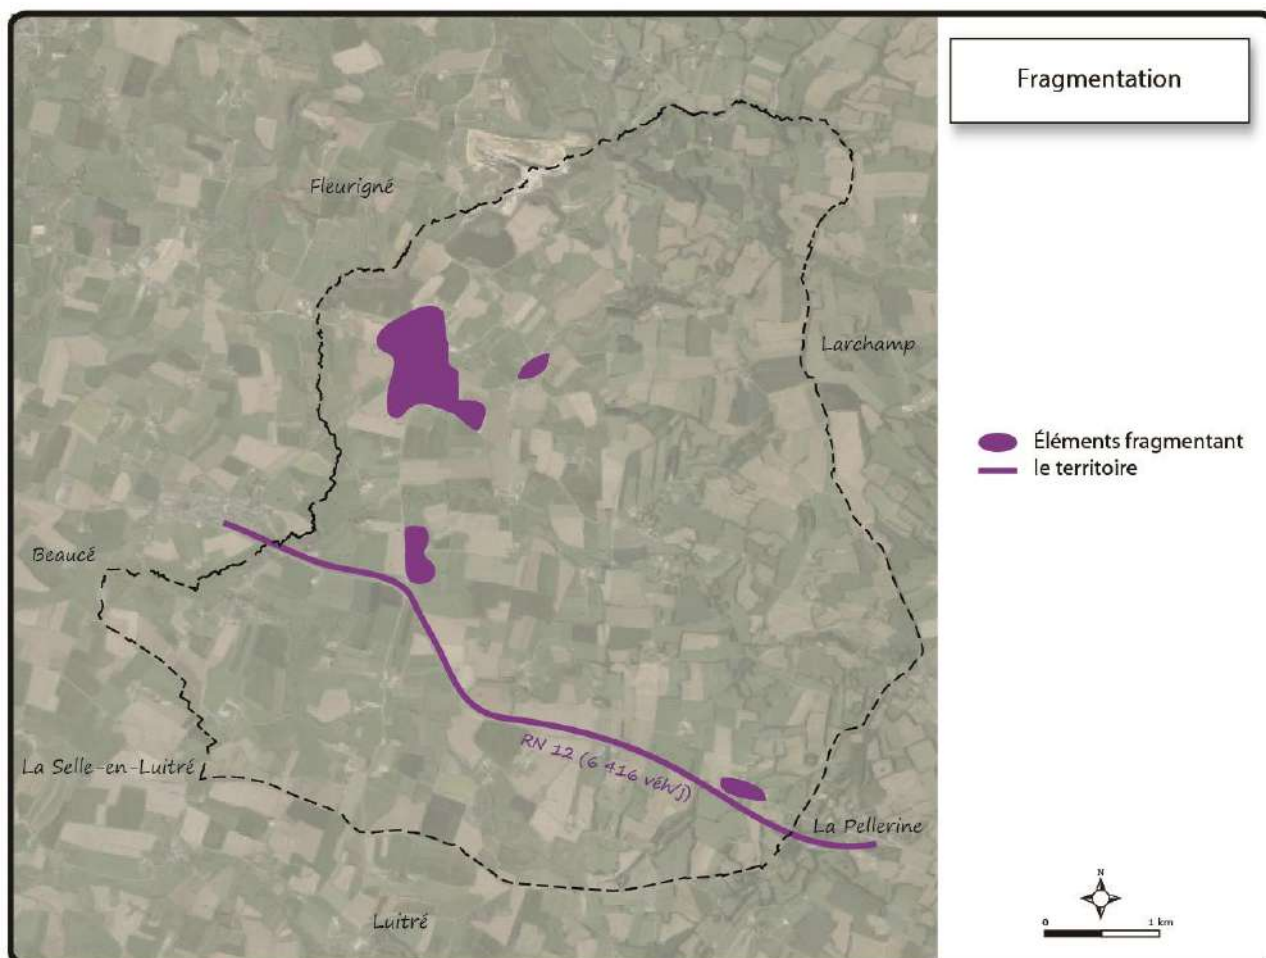 Fragmentation
Fleurigné
Larchamp
Éléments fragmentant
le territoire
Beaucé
RN 12 (6 416 véh/j)
La Selle-en-Luitré
La Pellerine
Luitré
N
0 1 km